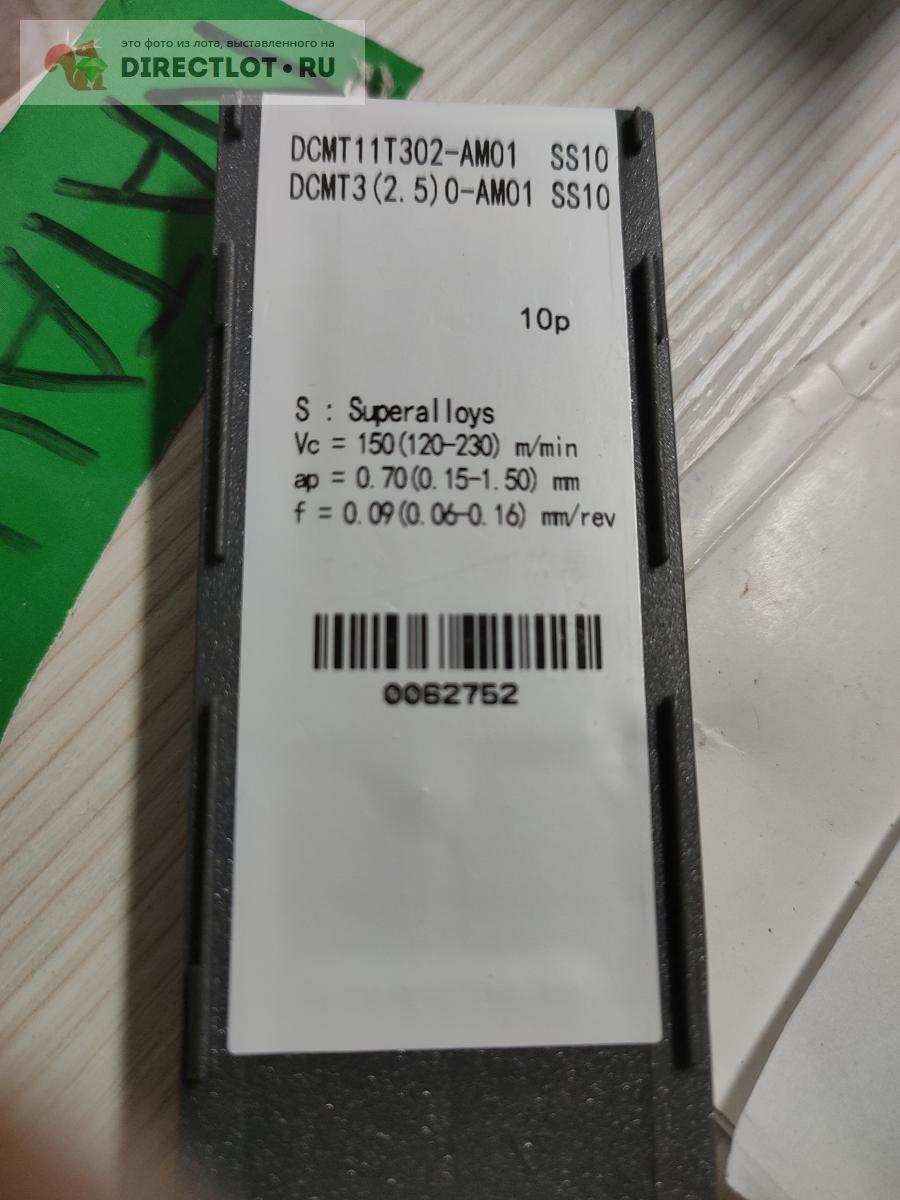 это фото из лота, выставленного на
DIRECTLOT.RU
DCMT11T302-AM01 SS10
DCMT3(2.5)0-AM01 SS10
10p
S : Superalloys
Vc = 150(120-230) m/min
ap = 0.70(0.15-1.50) mm
f = 0.09(0.06-0.16) mm/rev
0062752